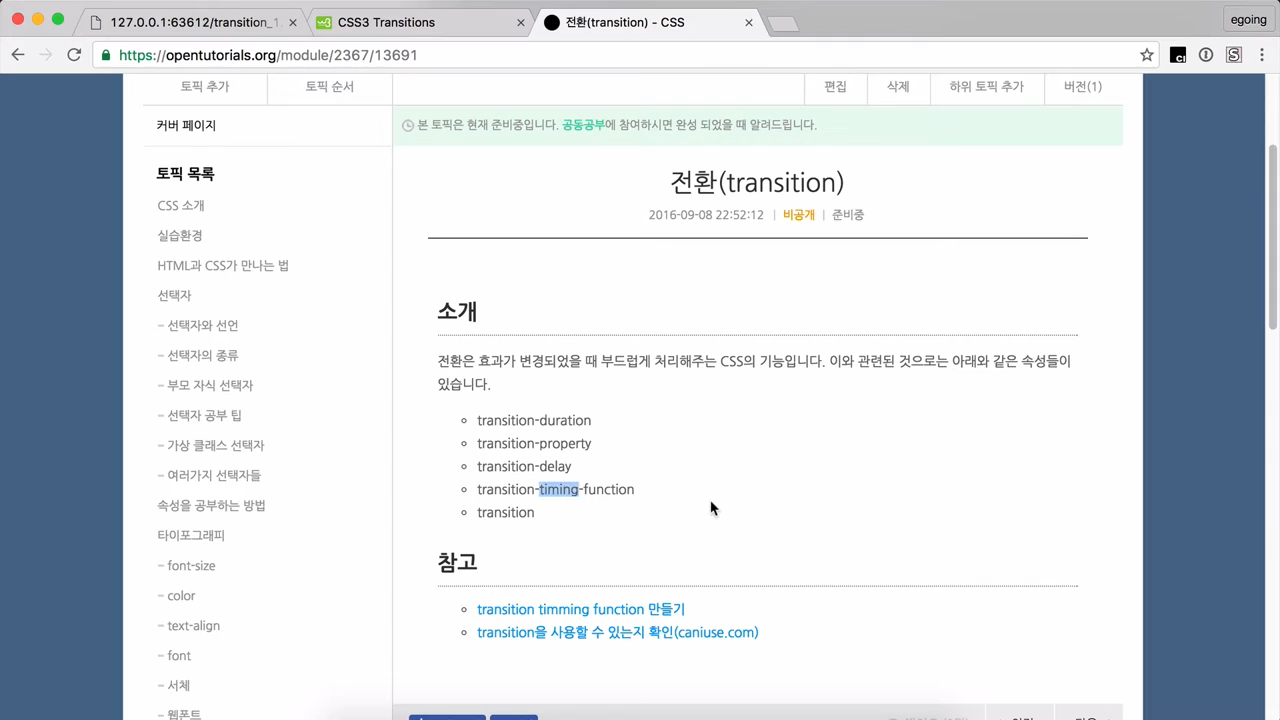 127.0.0.1:63612/transition_1
CSS3 Transitions
전환(transition) - CSS
egoing
https://opentutorials.org/module/2367/13691
토픽 추가
토픽 순서
편집
삭제
하위 토픽 추가
버전(1)
커버 페이지
본 토픽은 현재 준비중입니다. 공동공부에 참여하시면 완성 되었을 때 알려드립니다.
토픽 목록
CSS 소개
실습환경
HTML과 CSS가 만나는 법
선택자
– 선택자와 선언
– 선택자의 종류
– 부모 자식 선택자
– 선택자 공부 팁
– 가상 클래스 선택자
– 여러가지 선택자들
속성을 공부하는 방법
타이포그래피
– font-size
– color
– text-align
– font
– 서체
– 웹폰트
전환(transition)
2016-09-08 22:52:12 | 비공개 | 준비중
소개
전환은 효과가 변경되었을 때 부드럽게 처리해주는 CSS의 기능입니다. 이와 관련된 것으로는 아래와 같은 속성들이
있습니다.
transition-duration
transition-property
transition-delay
transition-timing-function
transition
참고
transition timming function 만들기
transition을 사용할 수 있는지 확인(caniuse.com)